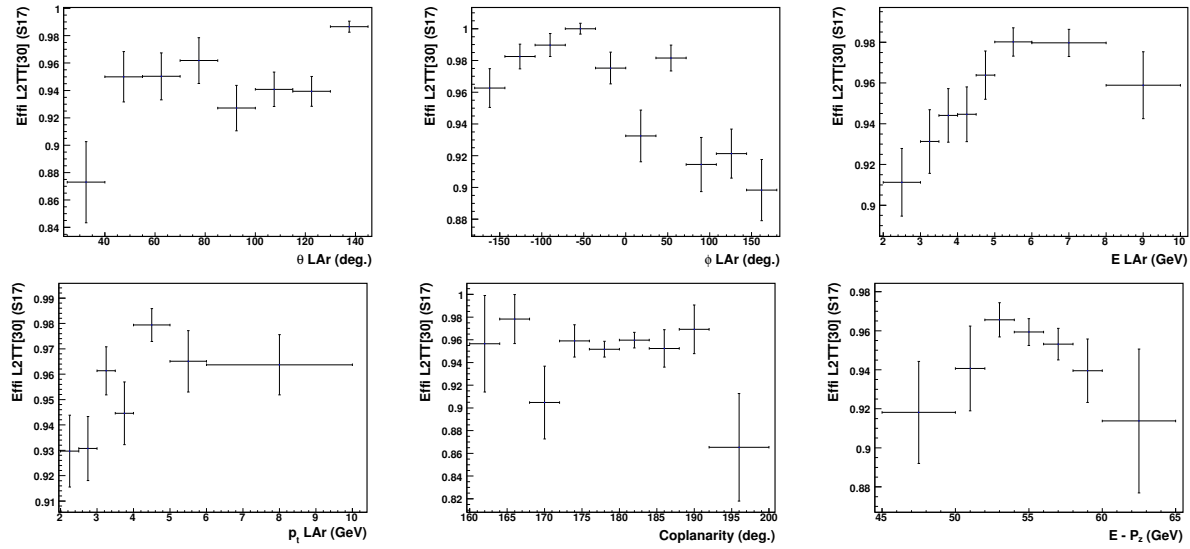 Effi L2TT[30] (S17)
1
0.98
0.96
0.94
0.92
0.9
0.88
0.86
0.84
40 60 80 100 120 140
θ LAr (deg.)
Effi L2TT[30] (S17)
1
0.98
0.96
0.94
0.92
0.9
0.88
-150 -100 -50 0 50 100 150
ϕ LAr (deg.)
Effi L2TT[30] (S17)
0.98
0.96
0.94
0.92
0.9
2 3 4 5 6 7 8 9 10
E LAr (GeV)
Effi L2TT[30] (S17)
0.99
0.98
0.97
0.96
0.95
0.94
0.93
0.92
0.91
2 3 4 5 6 7 8 9 10
pt LAr (GeV)
Effi L2TT[30] (S17)
1
0.98
0.96
0.94
0.92
0.9
0.88
0.86
0.84
0.82
160 165 170 175 180 185 190 195 200
Coplanarity (deg.)
Effi L2TT[30] (S17)
0.98
0.96
0.94
0.92
0.9
0.88
45 50 55 60 65
E - Pz (GeV)